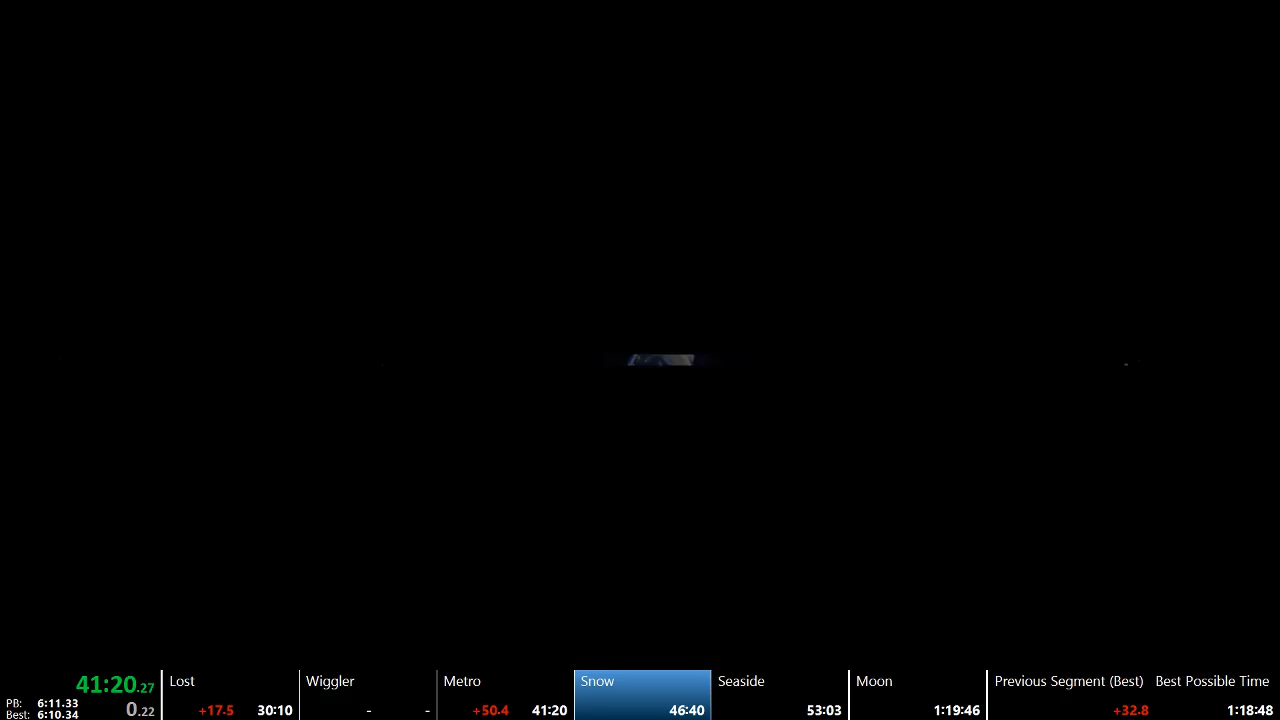 41:20.27
PB: 6:11.33
Best: 6:10.34
0.22
Lost
+17.5 30:10
Wiggler
- -
Metro
+50.4 41:20
Snow
46:40
Seaside
53:03
Moon
1:19:46
Previous Segment (Best)
+32.8
Best Possible Time
1:18:48